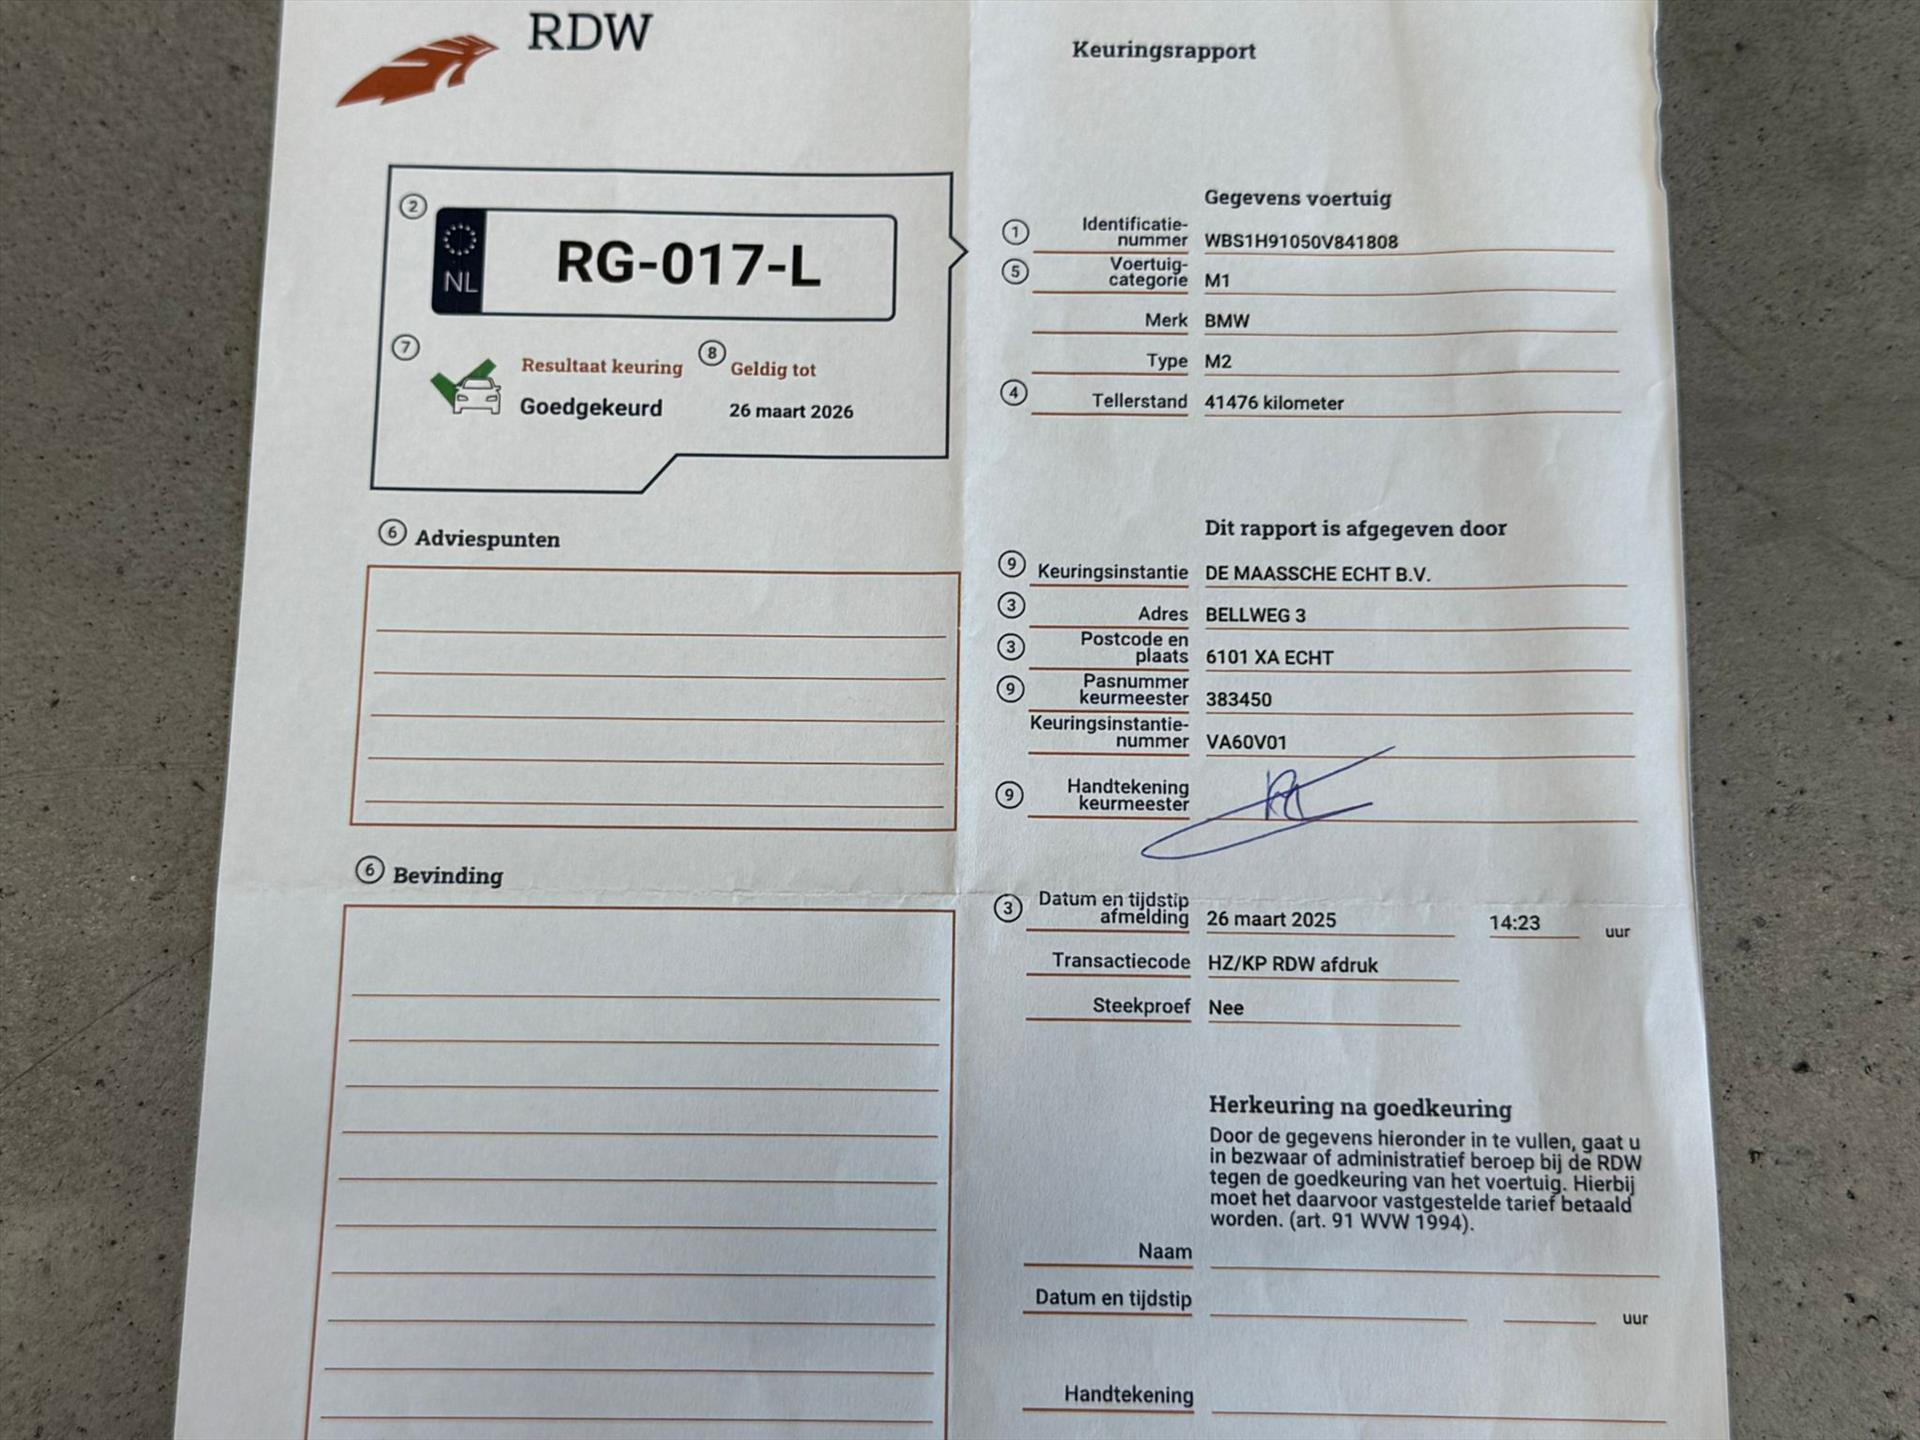 RDW
Keuringsrapport
2
NL
RG-017-L
7
Resultaat keuring
Goedgekeurd
8
Geldig tot
26 maart 2026
6 Adviespunten
6 Bevinding
Gegevens voertuig
1 Identificatie-
nummer WBS1H91050V841808
5 Voertuig-
categorie M1
Merk BMW
Type M2
4 Tellerstand 41476 kilometer
Dit rapport is afgegeven door
9 Keuringsinstantie DE MAASSCHE ECHT B.V.
3 Adres BELLWEG 3
3 Postcode en
plaats 6101 XA ECHT
9 Pasnummer
keurmeester 383450
Keuringsinstantie-
nummer VA60V01
9 Handtekening
keurmeester
3 Datum en tijdstip
afmelding 26 maart 2025 14:23 uur
Transactiecode HZ/KP RDW afdruk
Steekproef Nee
Herkeuring na goedkeuring
Door de gegevens hieronder in te vullen, gaat u
in bezwaar of administratief beroep bij de RDW
tegen de goedkeuring van het voertuig. Hierbij
moet het daarvoor vastgestelde tarief betaald
worden. (art. 91 WVW 1994).
Naam
Datum en tijdstip uur
Handtekening